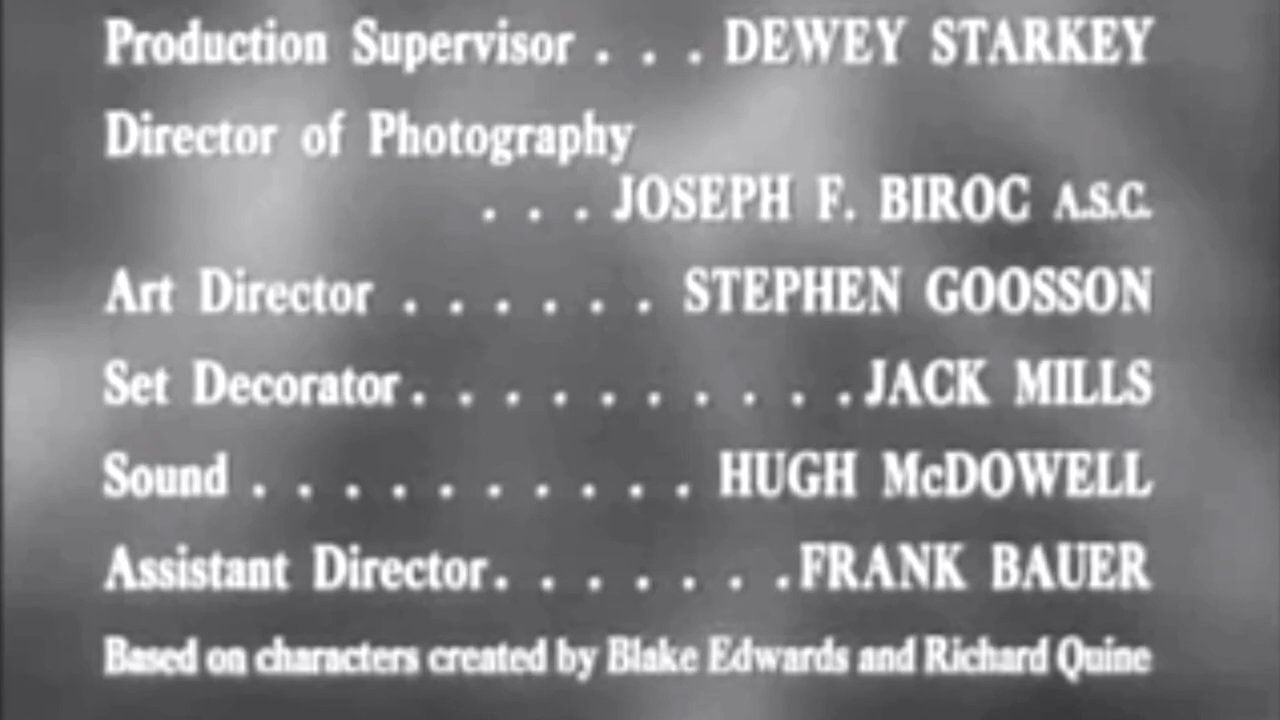 Production Supervisor . . . DEWEY STARKEY
Director of Photography
. . . JOSEPH F. BIROC A.S.C.
Art Director . . . . . . STEPHEN GOOSSON
Set Decorator . . . . . . . . . . JACK MILLS
Sound . . . . . . . . . . HUGH McDOWELL
Assistant Director . . . . . . . FRANK BAUER
Based on characters created by Blake Edwards and Richard Quine